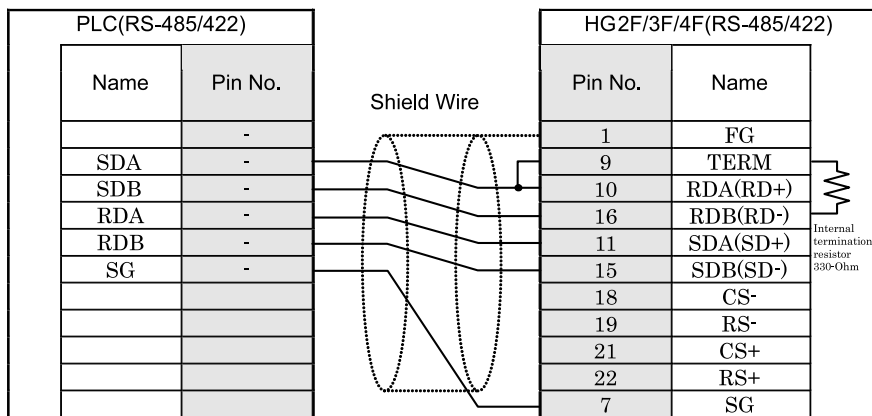 PLC(RS-485/422) HG2F/3F/4F(RS-485/422)
Name Pin No. Shield Wire Pin No. Name
- 1 FG
SDA - 9 TERM
SDB - 10 RDA(RD+)
RDA - 16 RDB(RD-)
RDB - 11 SDA(SD+)
SG - 15 SDB(SD-)
18 CS-
19 RS-
21 CS+
22 RS+
7 SG
Internal
termination
resistor
330-Ohm